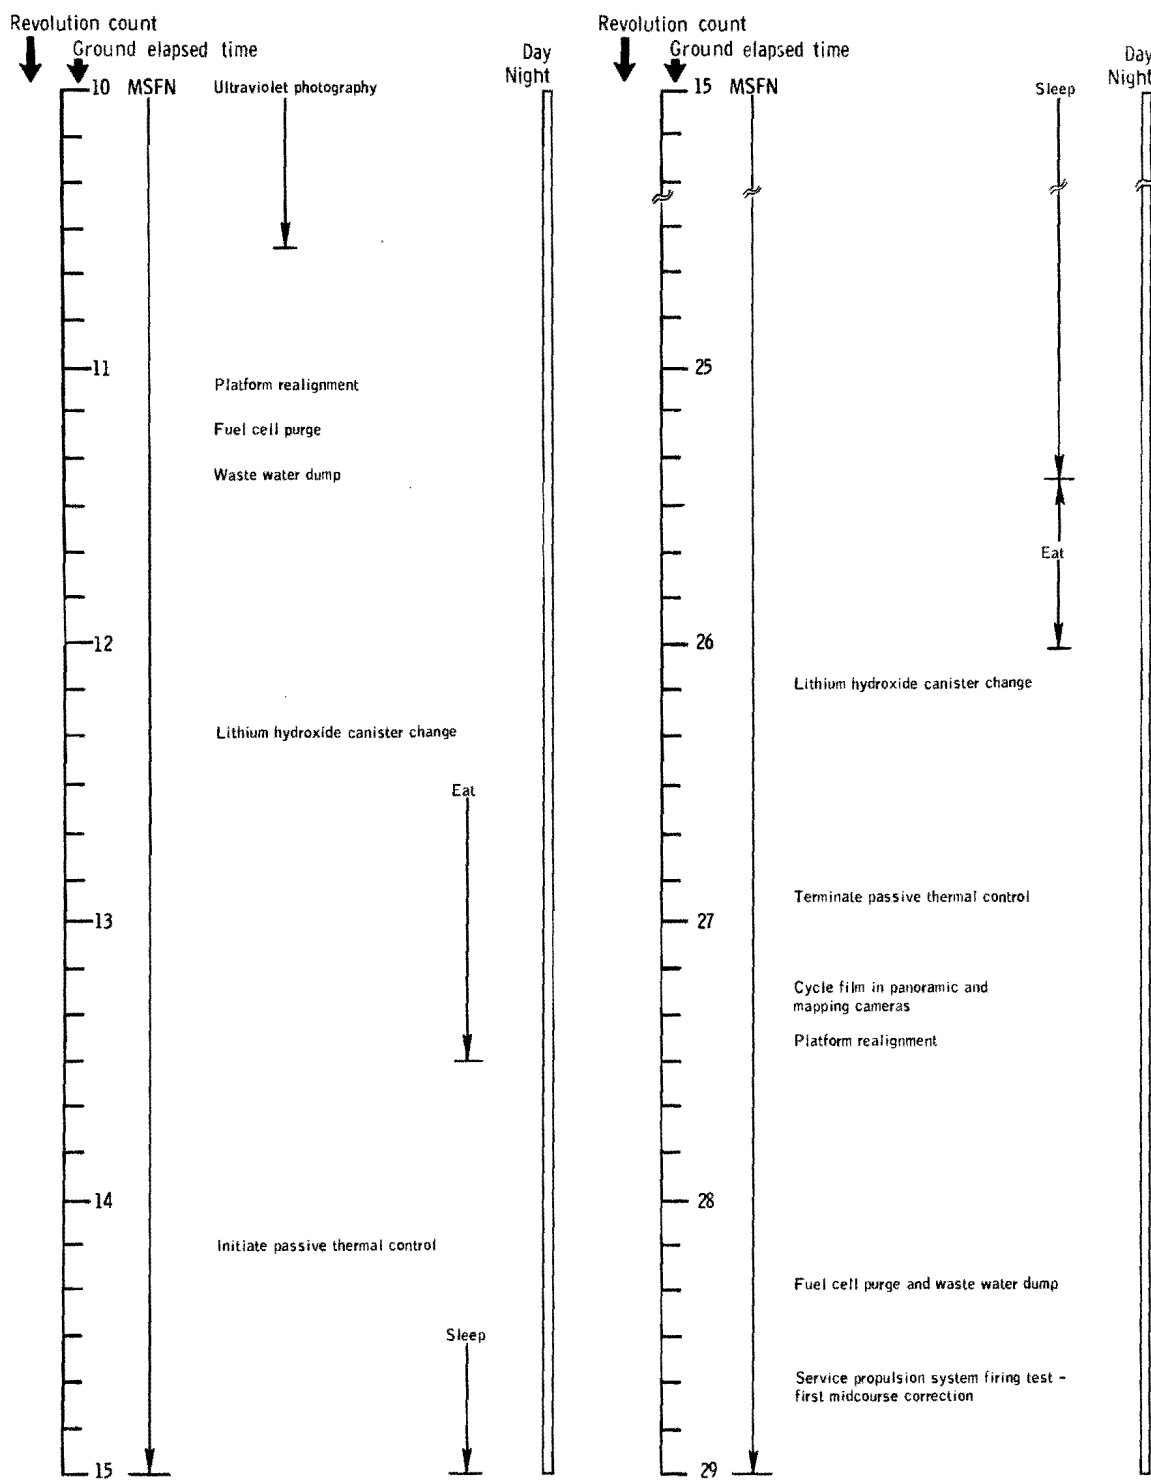 Revolution count
Ground elapsed time
Day
Night
10 MSFN Ultraviolet photography
11
Platform realignment
Fuel cell purge
Waste water dump
12
Lithium hydroxide canister change
Eat
13
14
Initiate passive thermal control
Sleep
15
Revolution count
Ground elapsed time
Day
Night
15 MSFN
Sleep
25
Eat
26
Lithium hydroxide canister change
Terminate passive thermal control
27
Cycle film in panoramic and
mapping cameras
Platform realignment
28
Fuel cell purge and waste water dump
Service propulsion system firing test -
first midcourse correction
29